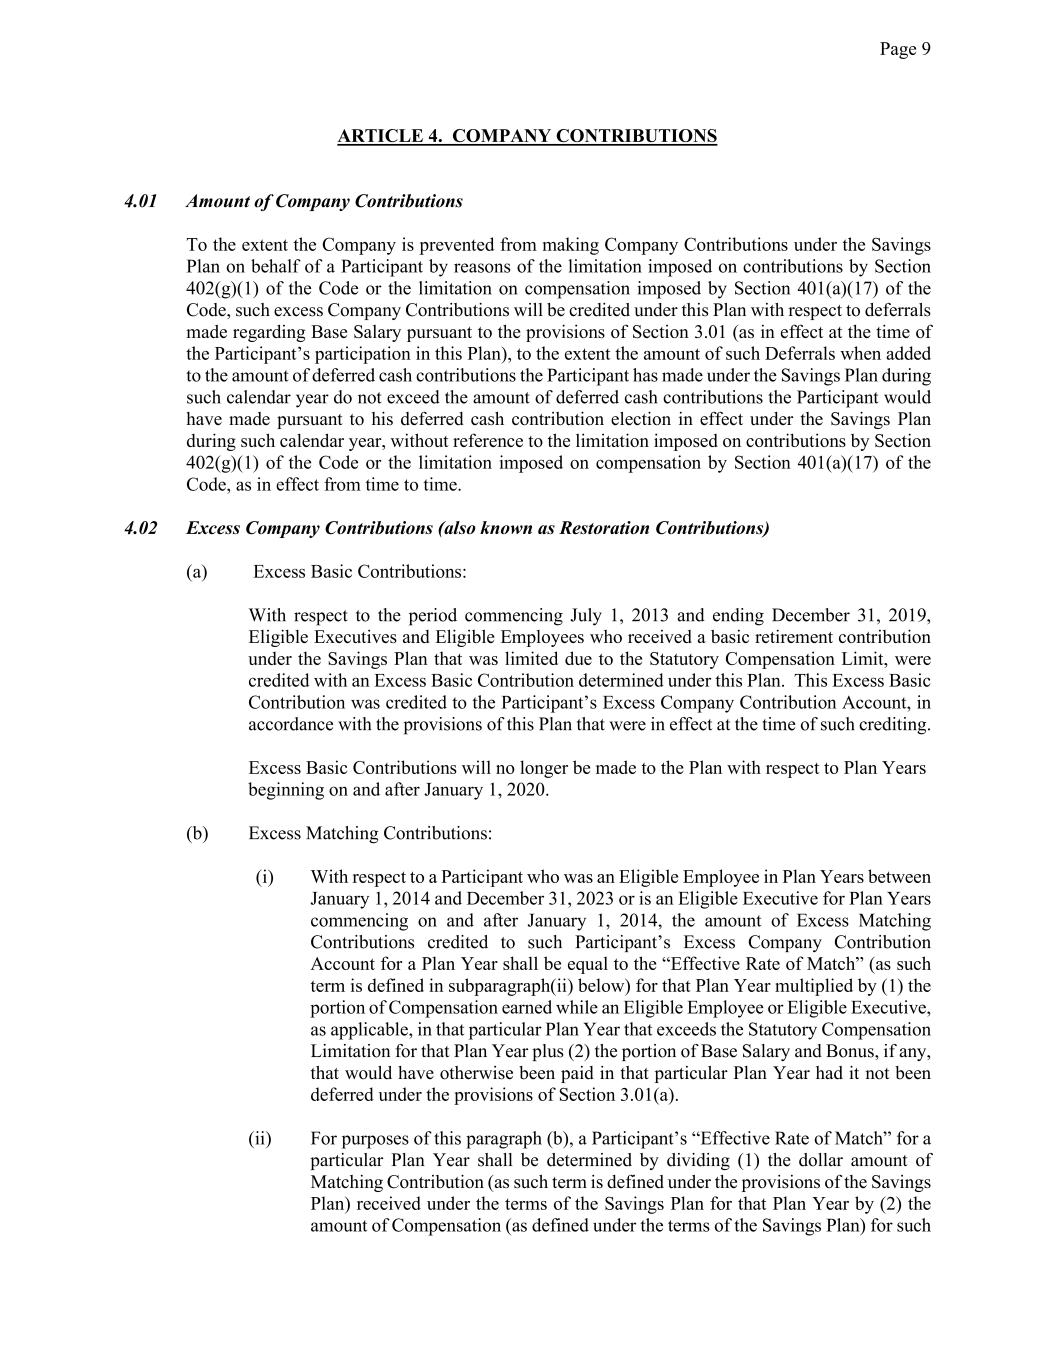 Page 9
ARTICLE 4. COMPANY CONTRIBUTIONS
4.01 Amount of Company Contributions
To the extent the Company is prevented from making Company Contributions under the Savings
Plan on behalf of a Participant by reasons of the limitation imposed on contributions by Section
402(g)(1) of the Code or the limitation on compensation imposed by Section 401(a)(17) of the
Code, such excess Company Contributions will be credited under this Plan with respect to deferrals
made regarding Base Salary pursuant to the provisions of Section 3.01 (as in effect at the time of
the Participant’s participation in this Plan), to the extent the amount of such Deferrals when added
to the amount of deferred cash contributions the Participant has made under the Savings Plan during
such calendar year do not exceed the amount of deferred cash contributions the Participant would
have made pursuant to his deferred cash contribution election in effect under the Savings Plan
during such calendar year, without reference to the limitation imposed on contributions by Section
402(g)(1) of the Code or the limitation imposed on compensation by Section 401(a)(17) of the
Code, as in effect from time to time.
4.02 Excess Company Contributions (also known as Restoration Contributions)
(a) Excess Basic Contributions:
With respect to the period commencing July 1, 2013 and ending December 31, 2019,
Eligible Executives and Eligible Employees who received a basic retirement contribution
under the Savings Plan that was limited due to the Statutory Compensation Limit, were
credited with an Excess Basic Contribution determined under this Plan. This Excess Basic
Contribution was credited to the Participant’s Excess Company Contribution Account, in
accordance with the provisions of this Plan that were in effect at the time of such crediting.
Excess Basic Contributions will no longer be made to the Plan with respect to Plan Years
beginning on and after January 1, 2020.
(b) Excess Matching Contributions:
(i) With respect to a Participant who was an Eligible Employee in Plan Years between
January 1, 2014 and December 31, 2023 or is an Eligible Executive for Plan Years
commencing on and after January 1, 2014, the amount of Excess Matching
Contributions credited to such Participant’s Excess Company Contribution
Account for a Plan Year shall be equal to the “Effective Rate of Match” (as such
term is defined in subparagraph(ii) below) for that Plan Year multiplied by (1) the
portion of Compensation earned while an Eligible Employee or Eligible Executive,
as applicable, in that particular Plan Year that exceeds the Statutory Compensation
Limitation for that Plan Year plus (2) the portion of Base Salary and Bonus, if any,
that would have otherwise been paid in that particular Plan Year had it not been
deferred under the provisions of Section 3.01(a).
(ii) For purposes of this paragraph (b), a Participant’s “Effective Rate of Match” for a
particular Plan Year shall be determined by dividing (1) the dollar amount of
Matching Contribution (as such term is defined under the provisions of the Savings
Plan) received under the terms of the Savings Plan for that Plan Year by (2) the
amount of Compensation (as defined under the terms of the Savings Plan) for such